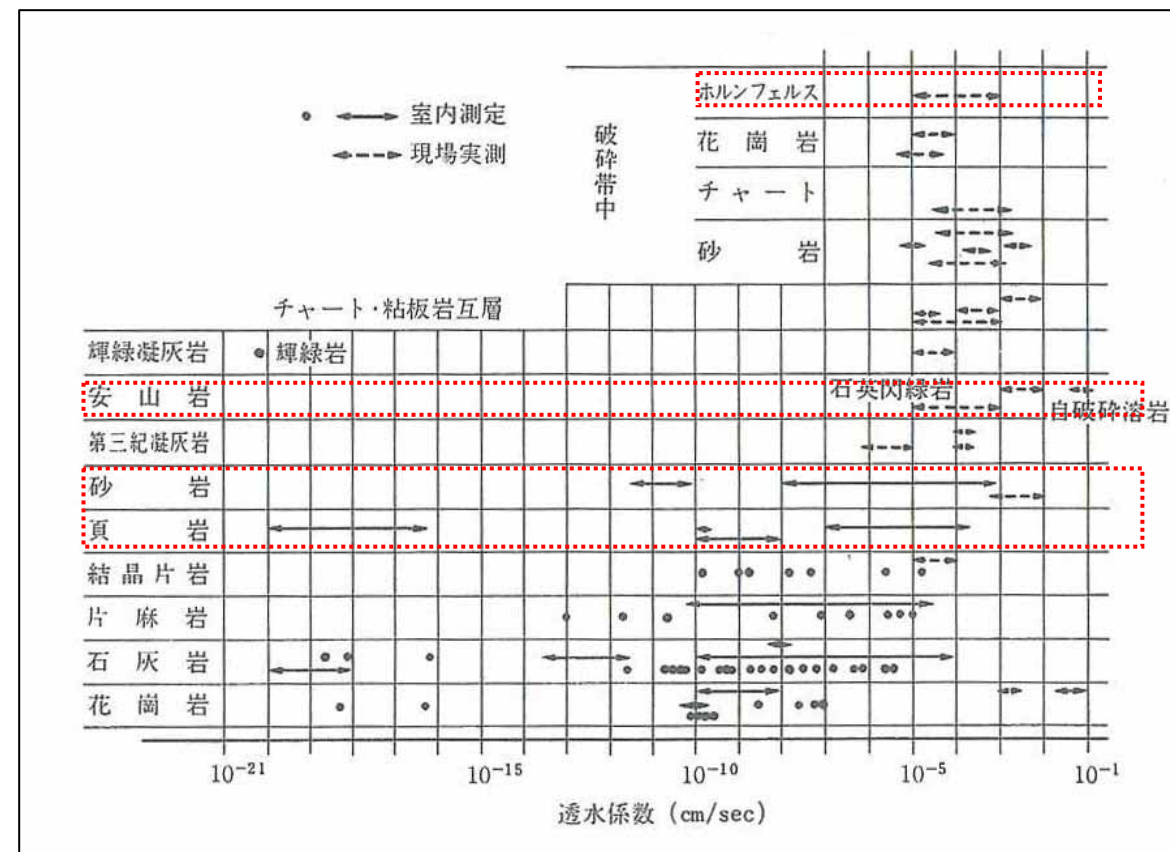 ホルンフェルス
室内測定
現場実測
破砕帯中
花崗岩
チャート
砂岩
チャート・粘板岩互層
輝緑凝灰岩
輝緑岩
安山岩
石英閃緑岩
自破砕溶岩
第三紀凝灰岩
砂岩
頁岩
結晶片岩
片麻岩
石灰岩
花崗岩
10⁻²¹ 10⁻¹⁵ 10⁻¹⁰ 10⁻⁵ 10⁻¹
透水係数 (cm/sec)